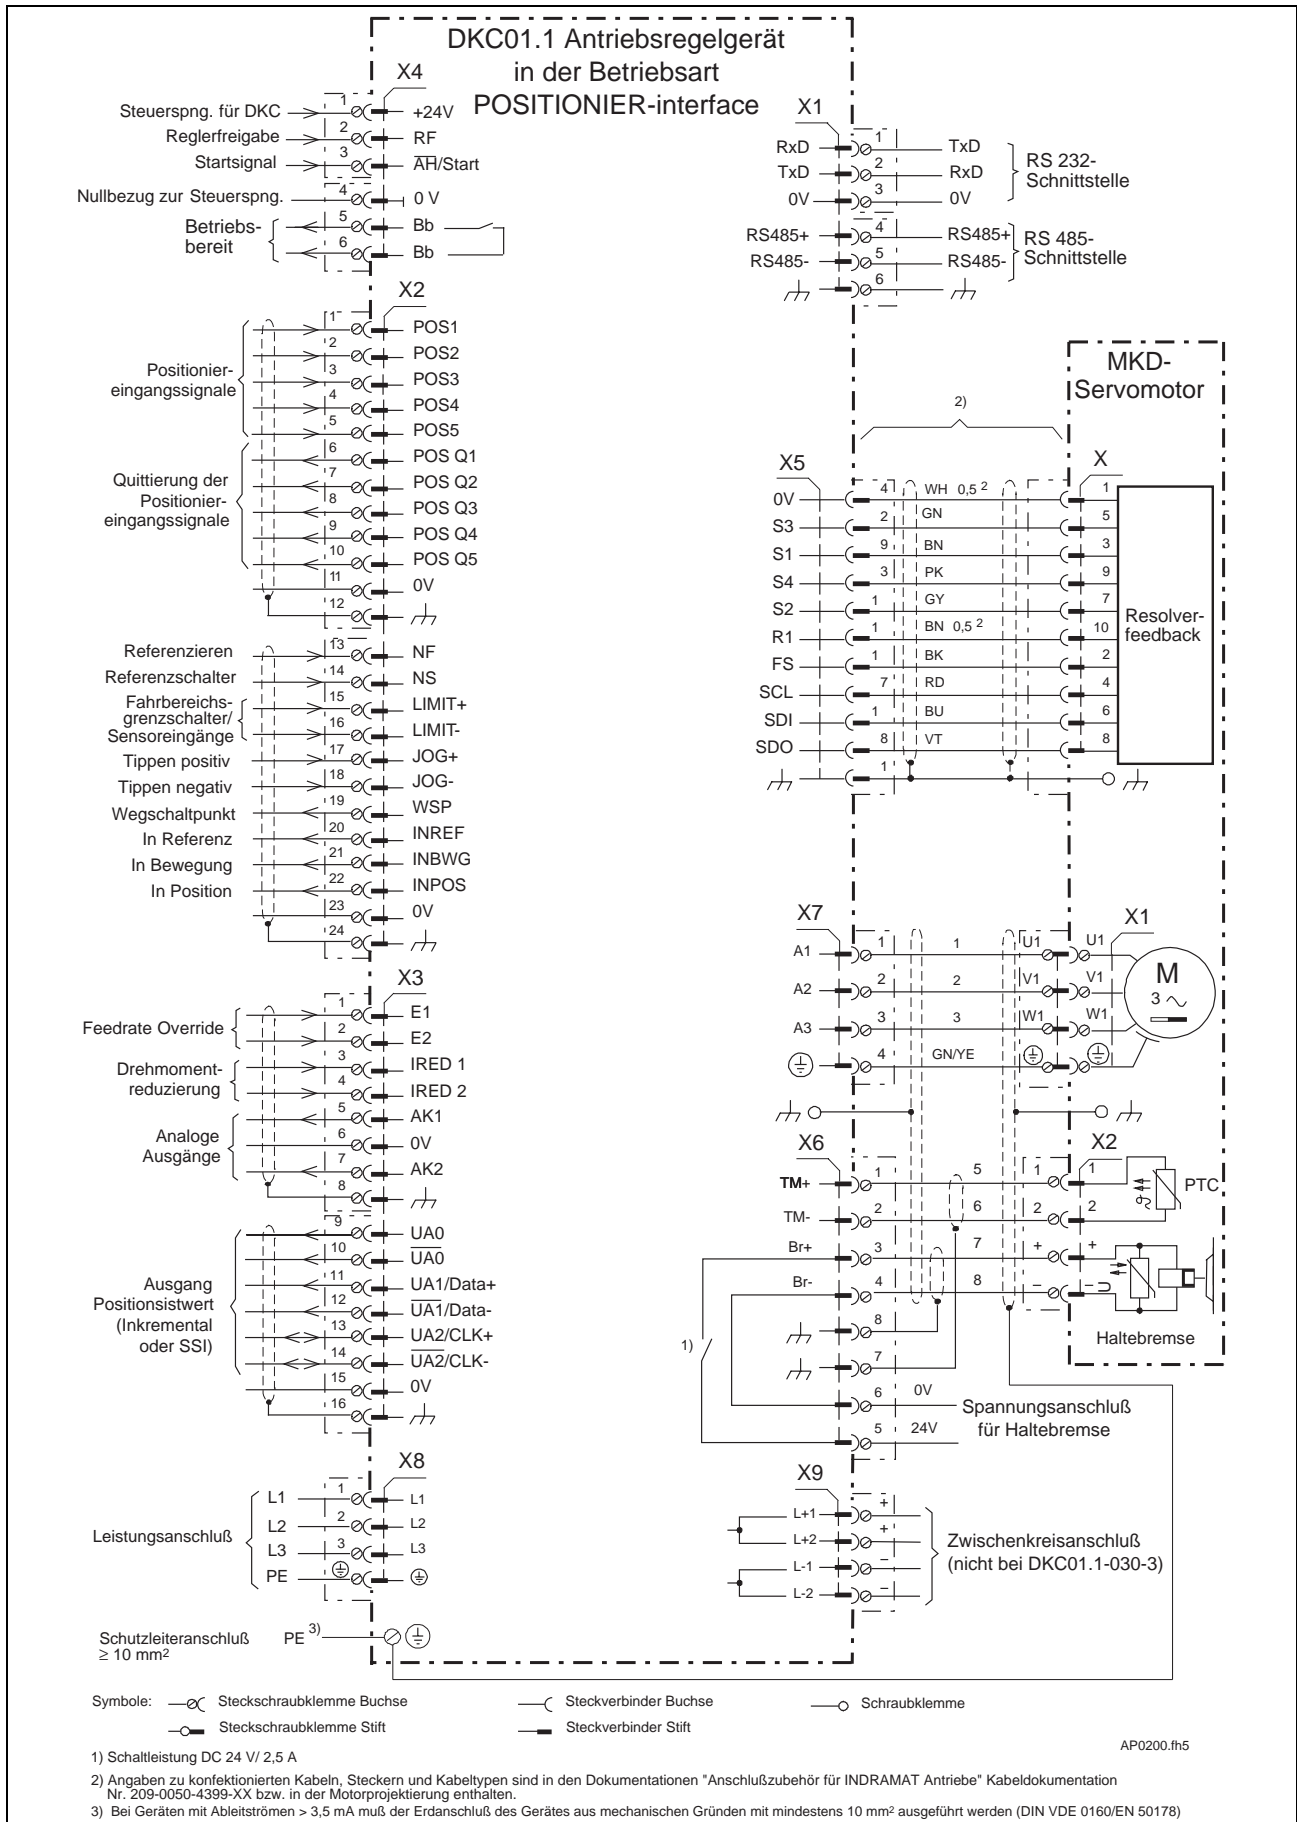 DKC01.1 Antriebsregelgerät
in der Betriebsart
POSITIONIER-interface
X4
Steuerspng. für DKC 1 +24V
Reglerfreigabe 2 RF
Startsignal 3 AH/Start
Nullbezug zur Steuerspng. 4 0 V
Betriebs-
bereit
5 Bb
6 Bb
X2
Positionier-
eingangssignale
1 POS1
2 POS2
3 POS3
4 POS4
5 POS5
Quittierung der
Positionier-
eingangssignale
6 POS Q1
7 POS Q2
8 POS Q3
9 POS Q4
10 POS Q5
11 0V
12
Referenzieren 13 NF
Referenzschalter 14 NS
Fahrbereichs-
grenzschalter/
Sensoreingänge
15 LIMIT+
16 LIMIT-
Tippen positiv 17 JOG+
Tippen negativ 18 JOG-
Wegschaltpunkt 19 WSP
In Referenz 20 INREF
In Bewegung 21 INBWG
In Position 22 INPOS
23 0V
24
X3
Feedrate Override
1 E1
2 E2
Drehmoment-
reduzierung
3 IRED 1
4 IRED 2
Analoge
Ausgänge
5 AK1
6 0V
7 AK2
8
Ausgang
Positionsistwert
(Inkremental
oder SSI)
9 UA0
10 UA0
11 UA1/Data+
12 UA1/Data-
13 UA2/CLK+
14 UA2/CLK-
15 0V
16
X8
Leistungsanschluß
L1 1 L1
L2 2 L2
L3 3 L3
PE
Schutzleiteranschluß PE 3)
≥ 10 mm2
X1
RxD 1 TxD
TxD 2 RxD
0V 3 0V
RS 232-
Schnittstelle
RS485+ 4 RS485+
RS485- 5 RS485-
6
RS 485-
Schnittstelle
MKD-
Servomotor
2)
X5 X
0V 4 WH 0,5 2 1
S3 2 GN 5
S1 9 BN 3
S4 3 PK 9
S2 1 GY 7
R1 1 BN 0,5 2 10
FS 1 BK 2
SCL 7 RD 4
SDI 1 BU 6
SDO 8 VT 8
1
Resolver-
feedback
X7 X1
A1 1 1 U1 U1
A2 2 2 V1 V1
A3 3 3 W1 W1
4 GN/YE
M
3
X6 X2
TM+ 1 5 1 1
TM- 2 6 2 2
PTC
Br+ 3 7 + +
Br- 4 8 - -
U
Haltebremse
8
7
1)
6 0V
5 24V
Spannungsanschluß
für Haltebremse
X9
L+1 +
L+2 +
L-1 -
L-2 -
Zwischenkreisanschluß
(nicht bei DKC01.1-030-3)
Symbole: Steckschraubklemme Buchse Steckverbinder Buchse Schraubklemme
Steckschraubklemme Stift Steckverbinder Stift
AP0200.fh5
1) Schaltleistung DC 24 V/ 2,5 A
2) Angaben zu konfektionierten Kabeln, Steckern und Kabeltypen sind in den Dokumentationen "Anschlußzubehör für INDRAMAT Antriebe" Kabeldokumentation
Nr. 209-0050-4399-XX bzw. in der Motorprojektierung enthalten.
3) Bei Geräten mit Ableitströmen > 3,5 mA muß der Erdanschluß des Gerätes aus mechanischen Gründen mit mindestens 10 mm2 ausgeführt werden (DIN VDE 0160/EN 50178)